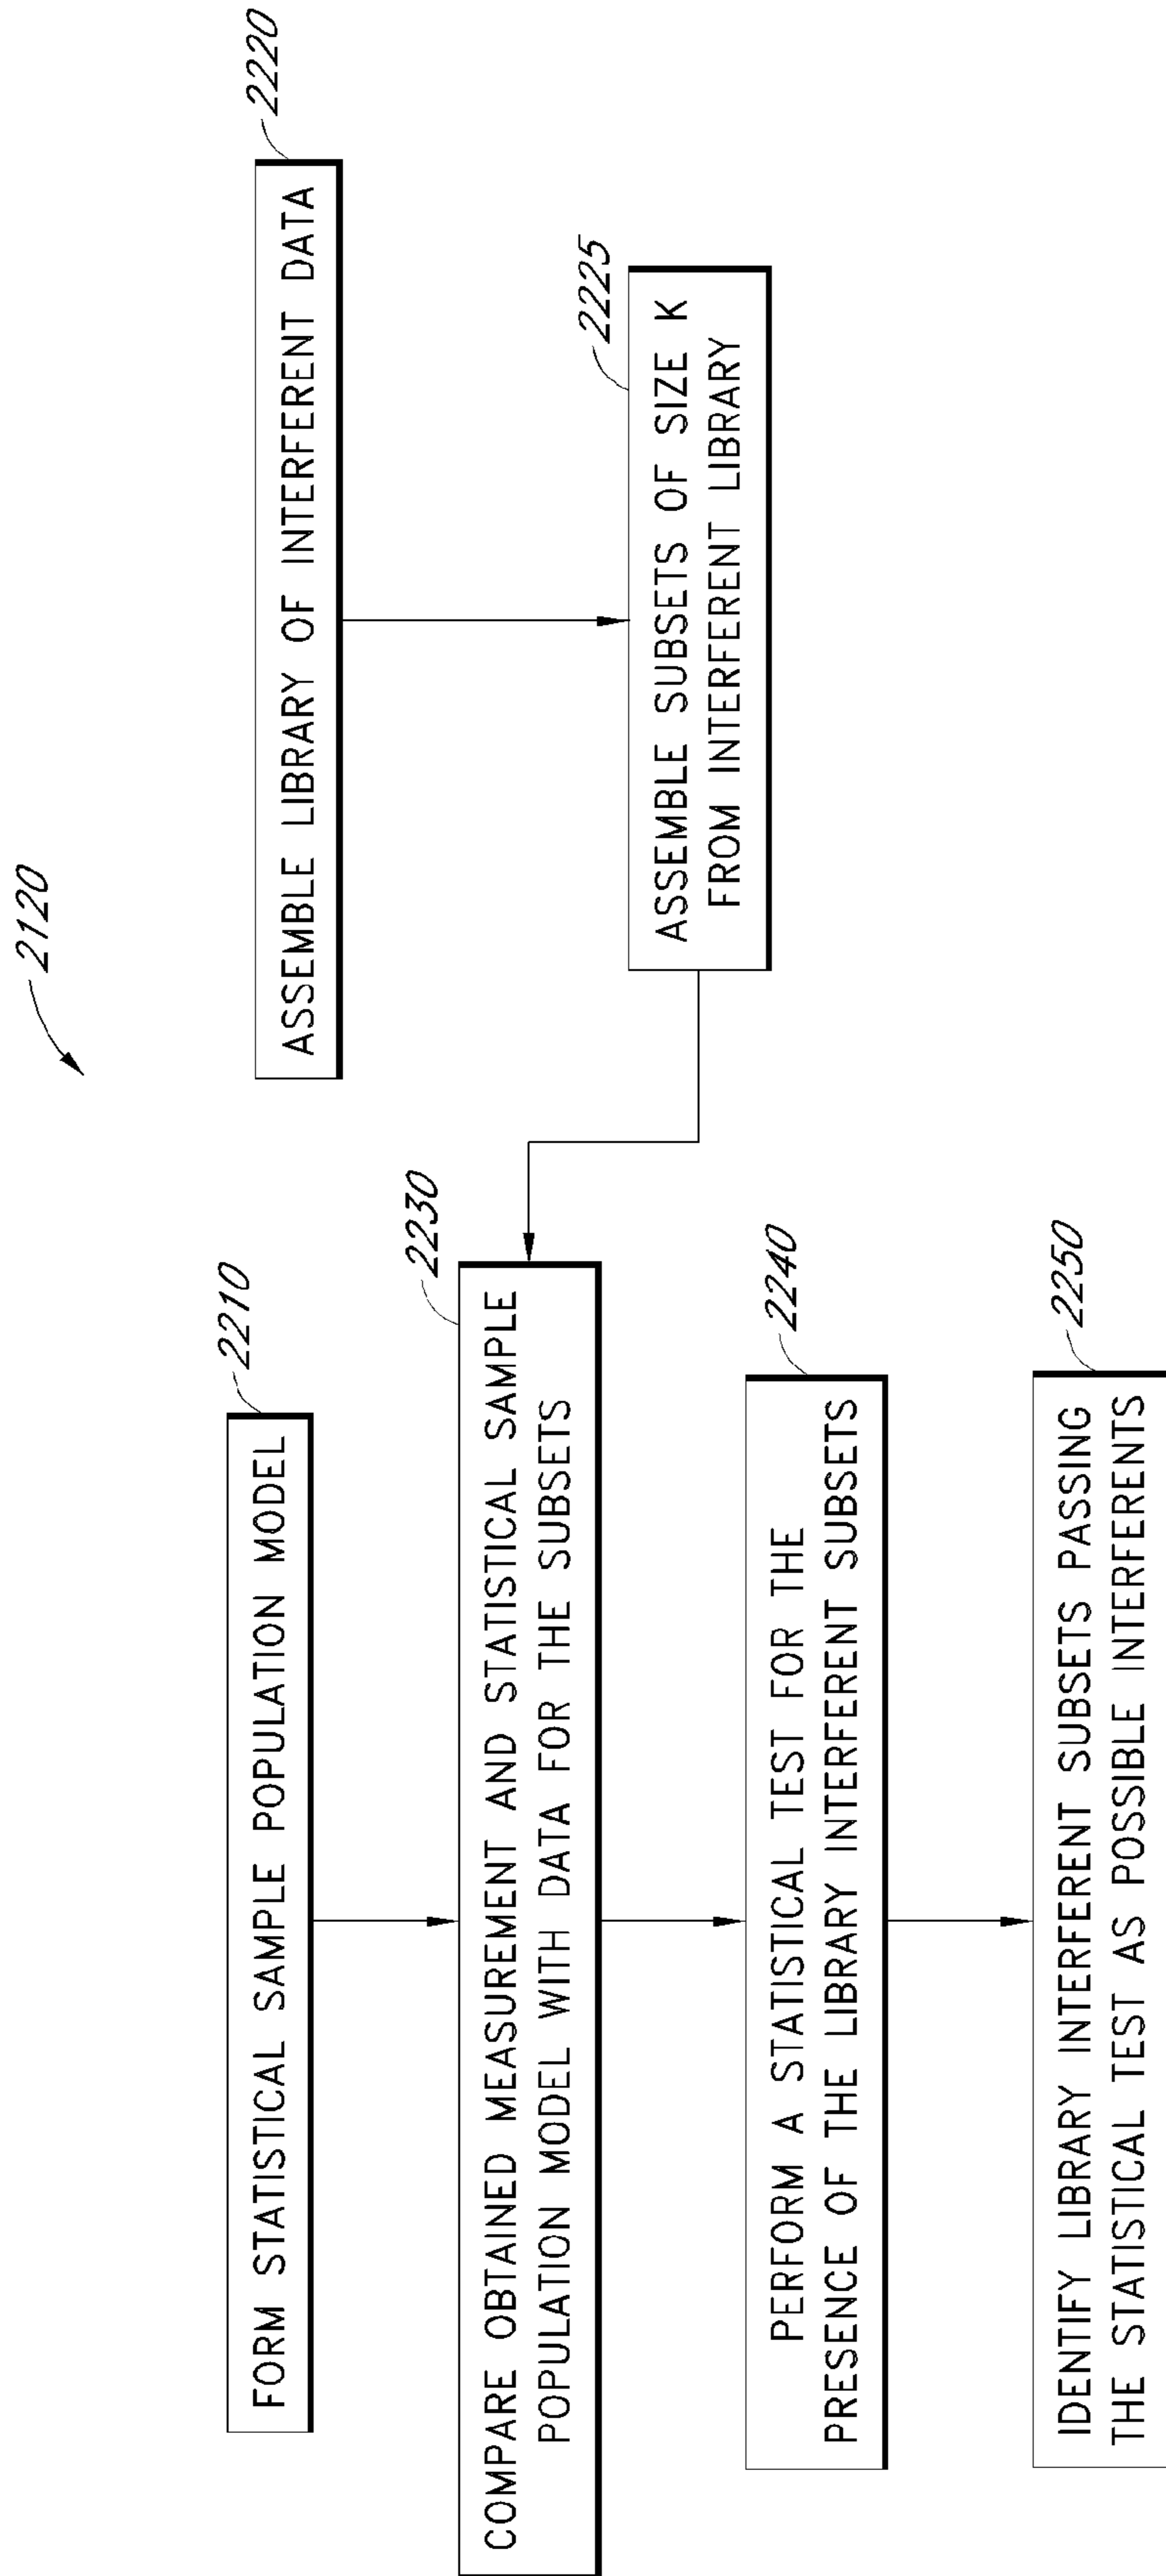 2120
2210
FORM STATISTICAL SAMPLE POPULATION MODEL
2220
ASSEMBLE LIBRARY OF INTERFERENT DATA
2225
ASSEMBLE SUBSETS OF SIZE K
FROM INTERFERENT LIBRARY
2230
COMPARE OBTAINED MEASUREMENT AND STATISTICAL SAMPLE
POPULATION MODEL WITH DATA FOR THE SUBSETS
2240
PERFORM A STATISTICAL TEST FOR THE
PRESENCE OF THE LIBRARY INTERFERENT SUBSETS
2250
IDENTIFY LIBRARY INTERFERENT SUBSETS PASSING
THE STATISTICAL TEST AS POSSIBLE INTERFERENTS